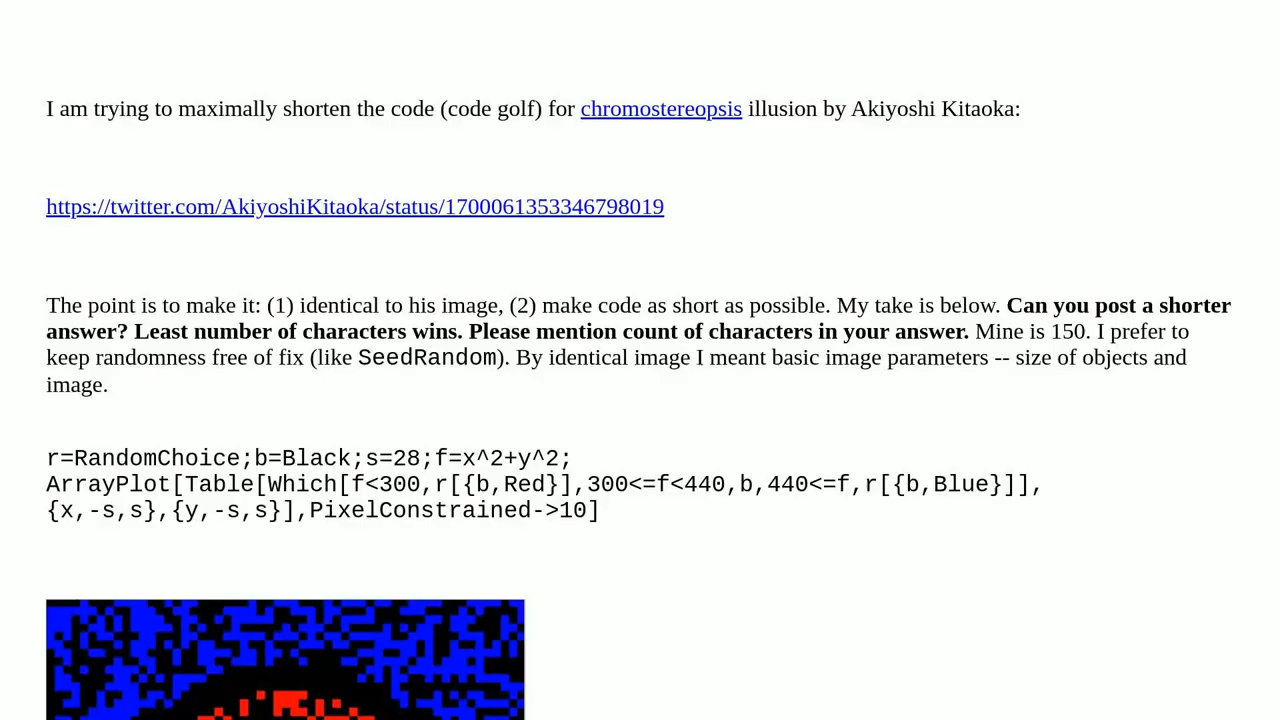 I am trying to maximally shorten the code (code golf) for chromostereopsis illusion by Akiyoshi Kitaoka:
https://twitter.com/AkiyoshiKitaoka/status/1700061353346798019
The point is to make it: (1) identical to his image, (2) make code as short as possible. My take is below. Can you post a shorter
answer? Least number of characters wins. Please mention count of characters in your answer. Mine is 150. I prefer to
keep randomness free of fix (like SeedRandom). By identical image I meant basic image parameters -- size of objects and
image.
r=RandomChoice;b=Black;s=28;f=x^2+y^2;
ArrayPlot[Table[Which[f<300,r[{b,Red}],300<=f<440,b,440<=f,r[{b,Blue}]],
{x,-s,s},{y,-s,s}],PixelConstrained->10]